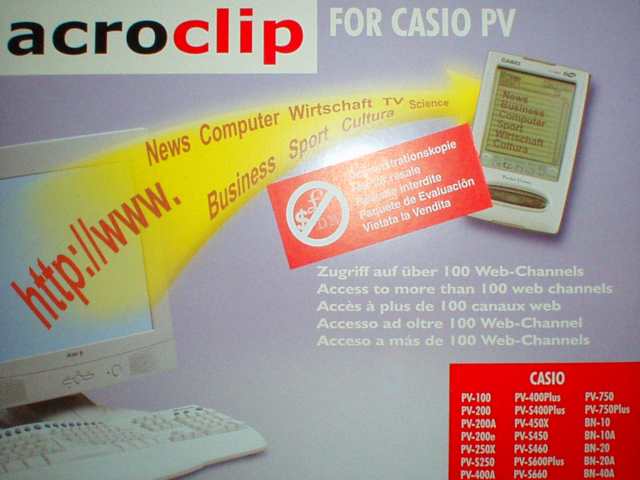 acroclip
FOR CASIO PV
News Computer Wirtschaft TV Science
Business Sport Cultura
http://www.
CASIO
News
Business
Computer
Sport
Wirtschaft
Cultura
Demonstrationskopie
Not for resale
interdite
Paquete de Evaluación
Vietata la Vendita
Zugriff auf über 100 Web-Channels
Access to more than 100 web channels
Accès à plus de 100 canaux web
Accesso ad oltre 100 Web-Channel
Acceso a más de 100 Web-Channels
CASIO
PV-100 PV-400Plus PV-750
PV-200 PV-S400Plus PV-750Plus
PV-200A PV-450X BN-10
PV-200e PV-S450 BN-10A
PV-250X PV-S460 BN-20
PV-S250 PV-S600Plus BN-20A
PV-400A PV-S660 BN-40A